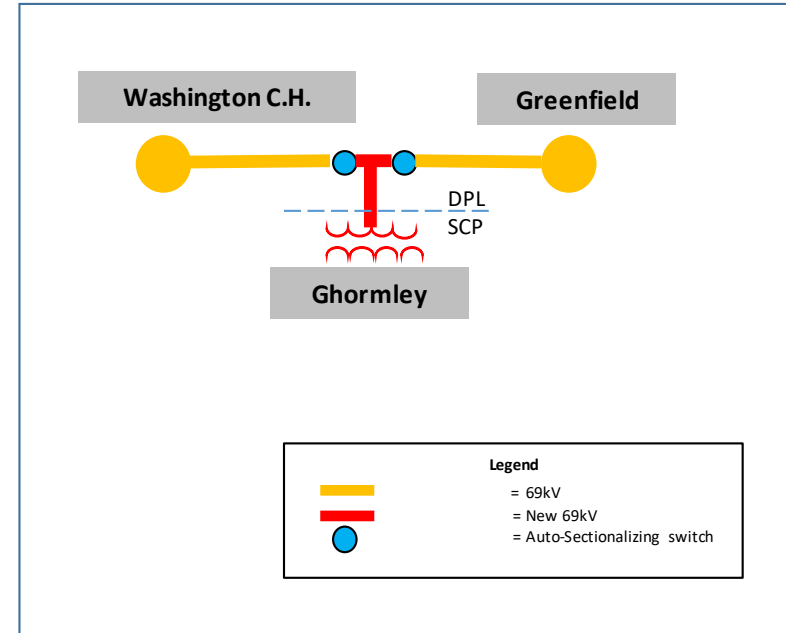 Washington C.H.
Greenfield
DPL
SCP
Ghormley
Legend
= 69kV
= New 69kV
= Auto-Sectionalizing switch